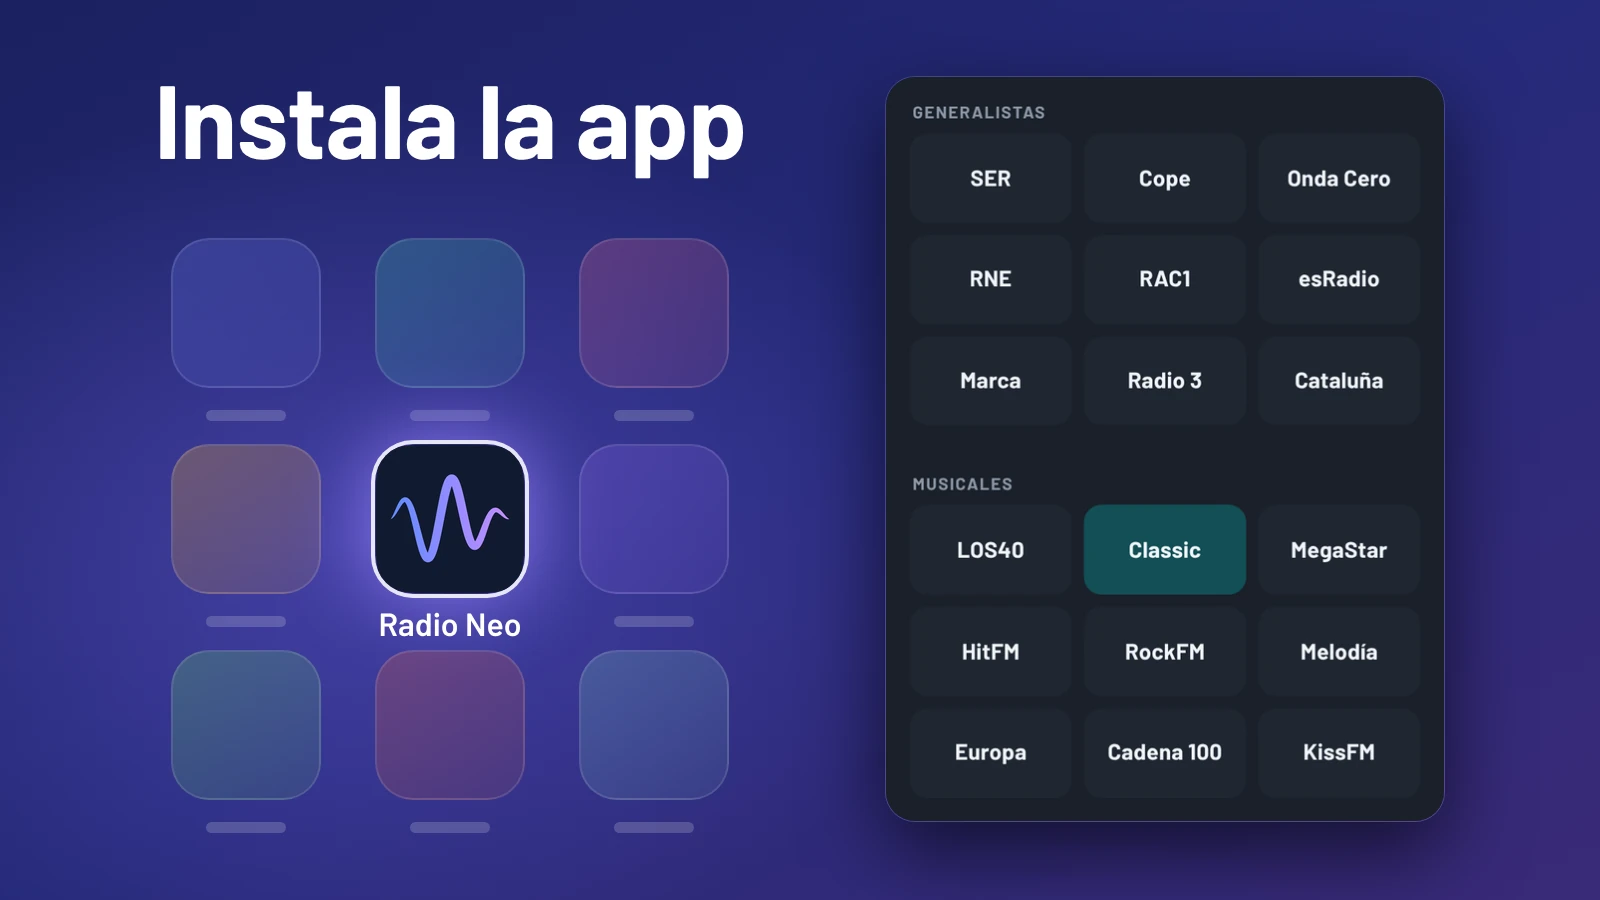 Instala la app
Radio Neo
GENERALISTAS
SER
Cope
Onda Cero
RNE
RAC1
esRadio
Marca
Radio 3
Cataluña
MUSICALES
LOS40
Classic
MegaStar
HitFM
RockFM
Melodía
Europa
Cadena 100
KissFM